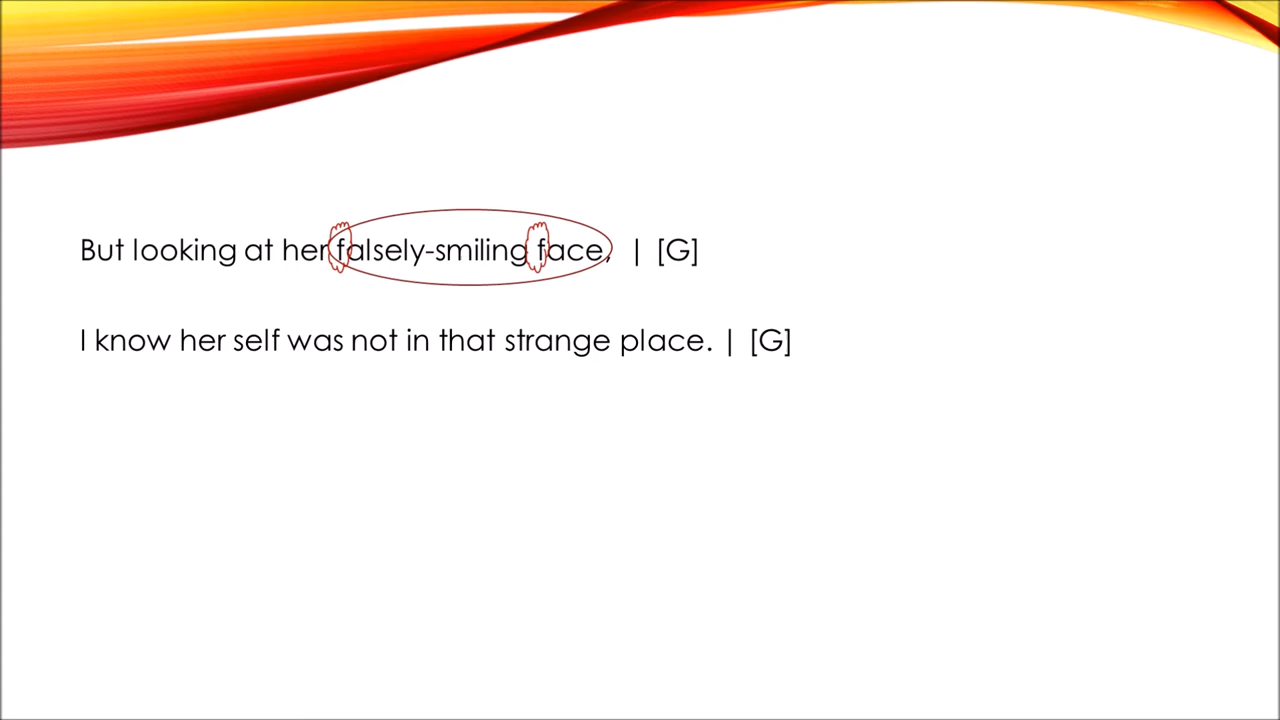 But looking at her falsely-smiling face, | [G]
I know her self was not in that strange place. | [G]